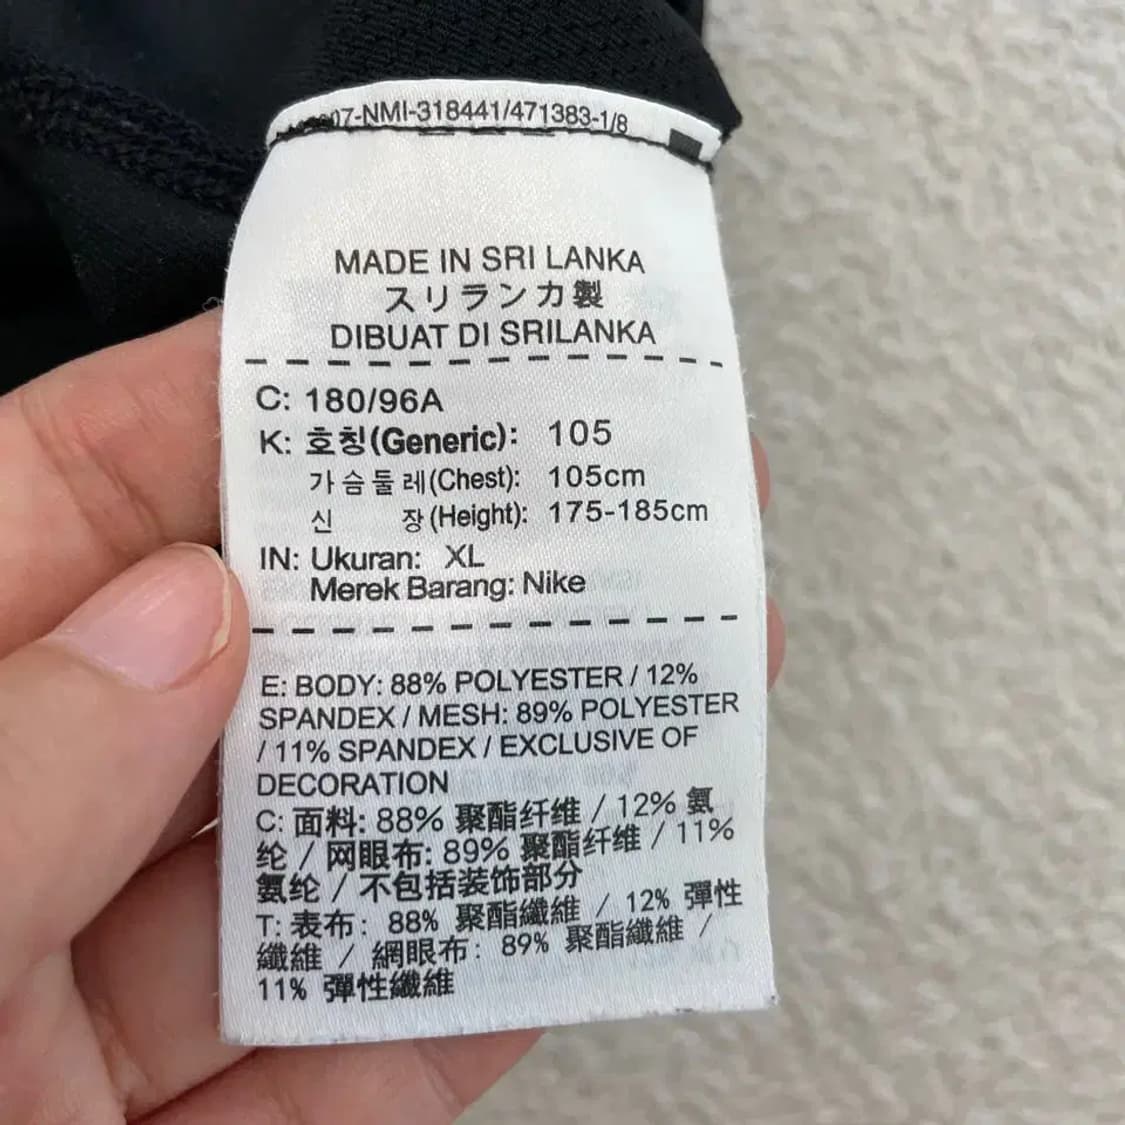 07-NMI-318441/471383-1/8
MADE IN SRI LANKA
スリランカ製
DIBUAT DI SRILANKA
C: 180/96A
K: 호칭(Generic): 105
가슴둘레(Chest): 105cm
신 장(Height): 175-185cm
IN: Ukuran: XL
Merek Barang: Nike
E: BODY: 88% POLYESTER / 12%
SPANDEX / MESH: 89% POLYESTER
/ 11% SPANDEX / EXCLUSIVE OF
DECORATION
C: 面料: 88% 聚酯纤维 / 12% 氨
纶 / 网眼布: 89% 聚酯纤维 / 11%
氨纶 / 不包括装饰部分
T: 表布: 88% 聚酯纖維 / 12% 彈性
纖維 / 網眼布: 89% 聚酯纖維 /
11% 彈性纖維